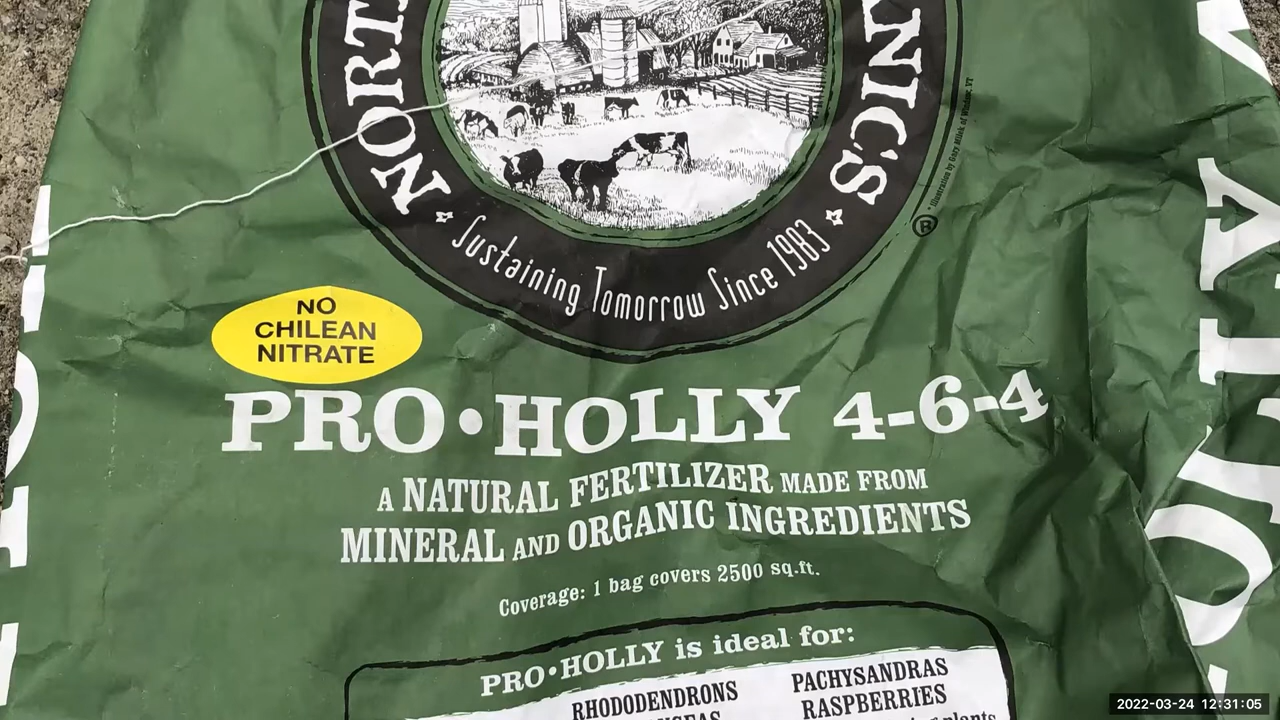 Sustaining Tomorrow Since 1983
®
NO
CHILEAN
NITRATE
PRO•HOLLY 4-6-4
A NATURAL FERTILIZER MADE FROM
MINERAL AND ORGANIC INGREDIENTS
Coverage: 1 bag covers 2500 sq.ft.
PRO•HOLLY is ideal for:
RHODODENDRONS
PACHYSANDRAS
RASPBERRIES
plants
2022-03-24 12:31:05